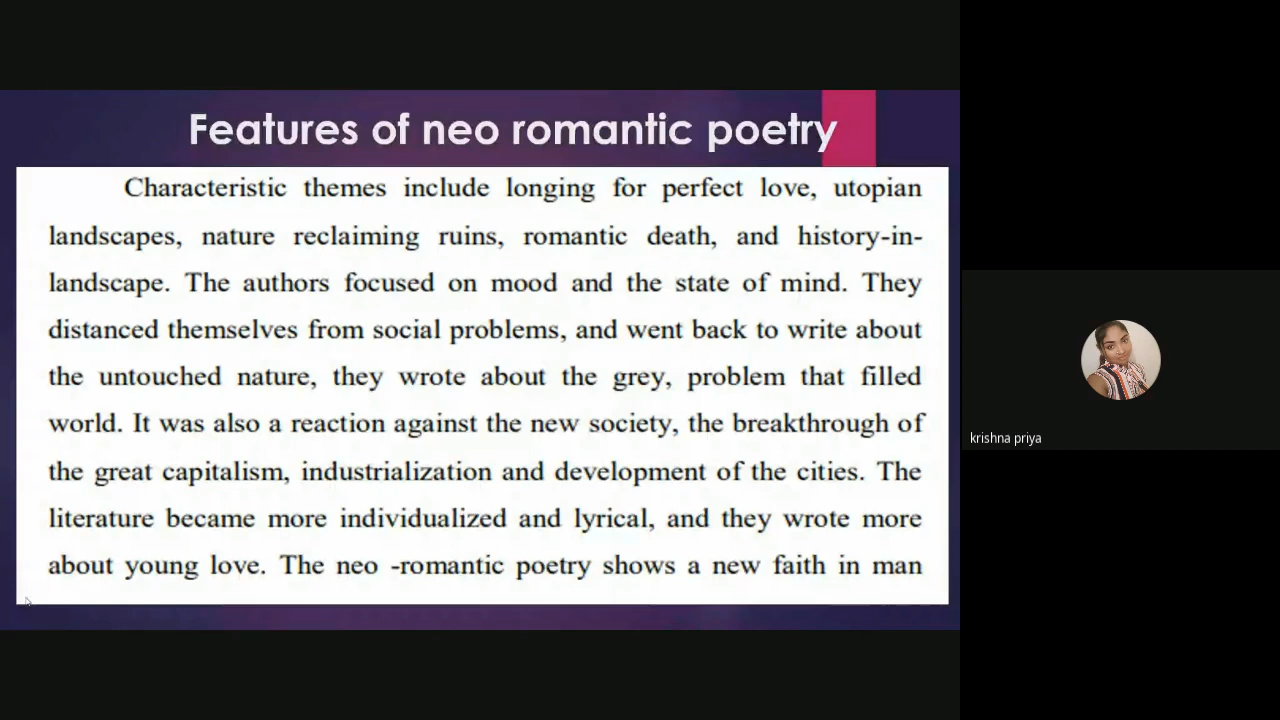 Features of neo romantic poetry
Characteristic themes include longing for perfect love, utopian
landscapes, nature reclaiming ruins, romantic death, and history-in-
landscape. The authors focused on mood and the state of mind. They
distanced themselves from social problems, and went back to write about
the untouched nature, they wrote about the grey, problem that filled
world. It was also a reaction against the new society, the breakthrough of
the great capitalism, industrialization and development of the cities. The
literature became more individualized and lyrical, and they wrote more
about young love. The neo -romantic poetry shows a new faith in man
krishna priya